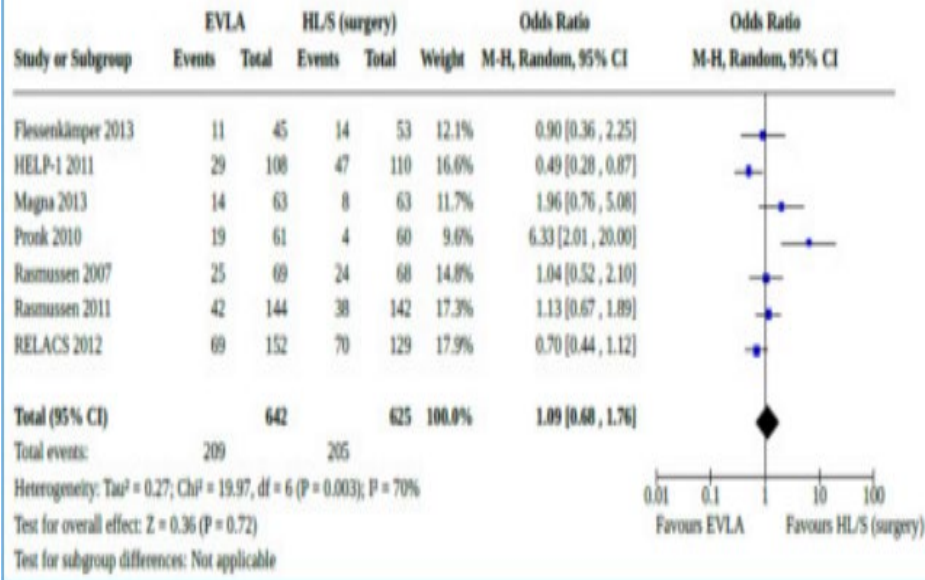 EVLA HL/S (surgery) Odds Ratio Odds Ratio
Study or Subgroup Events Total Events Total Weight M-H, Random, 95% CI M-H, Random, 95% CI
Flessenkämper 2013 11 45 14 53 12.1% 0.90 [0.36 , 2.25]
HELP-1 2011 29 108 47 110 16.6% 0.49 [0.28 , 0.87]
Magna 2013 14 63 8 63 11.7% 1.96 [0.76 , 5.08]
Pronk 2010 19 61 4 60 9.6% 6.33 [2.01 , 20.00]
Rasmussen 2007 25 69 24 68 14.8% 1.04 [0.52 , 2.10]
Rasmussen 2011 42 144 38 142 17.3% 1.13 [0.67 , 1.89]
RELACS 2012 69 152 70 129 17.9% 0.70 [0.44 , 1.12]
Total (95% CI) 642 625 100.0% 1.09 [0.68 , 1.76]
Total events: 209 205
Heterogeneity: Tau² = 0.27; Chi² = 19.97, df = 6 (P = 0.003); I² = 70%
0.01 0.1 1 10 100
Test for overall effect: Z = 0.36 (P = 0.72) Favours EVLA Favours HL/S (surgery)
Test for subgroup differences: Not applicable